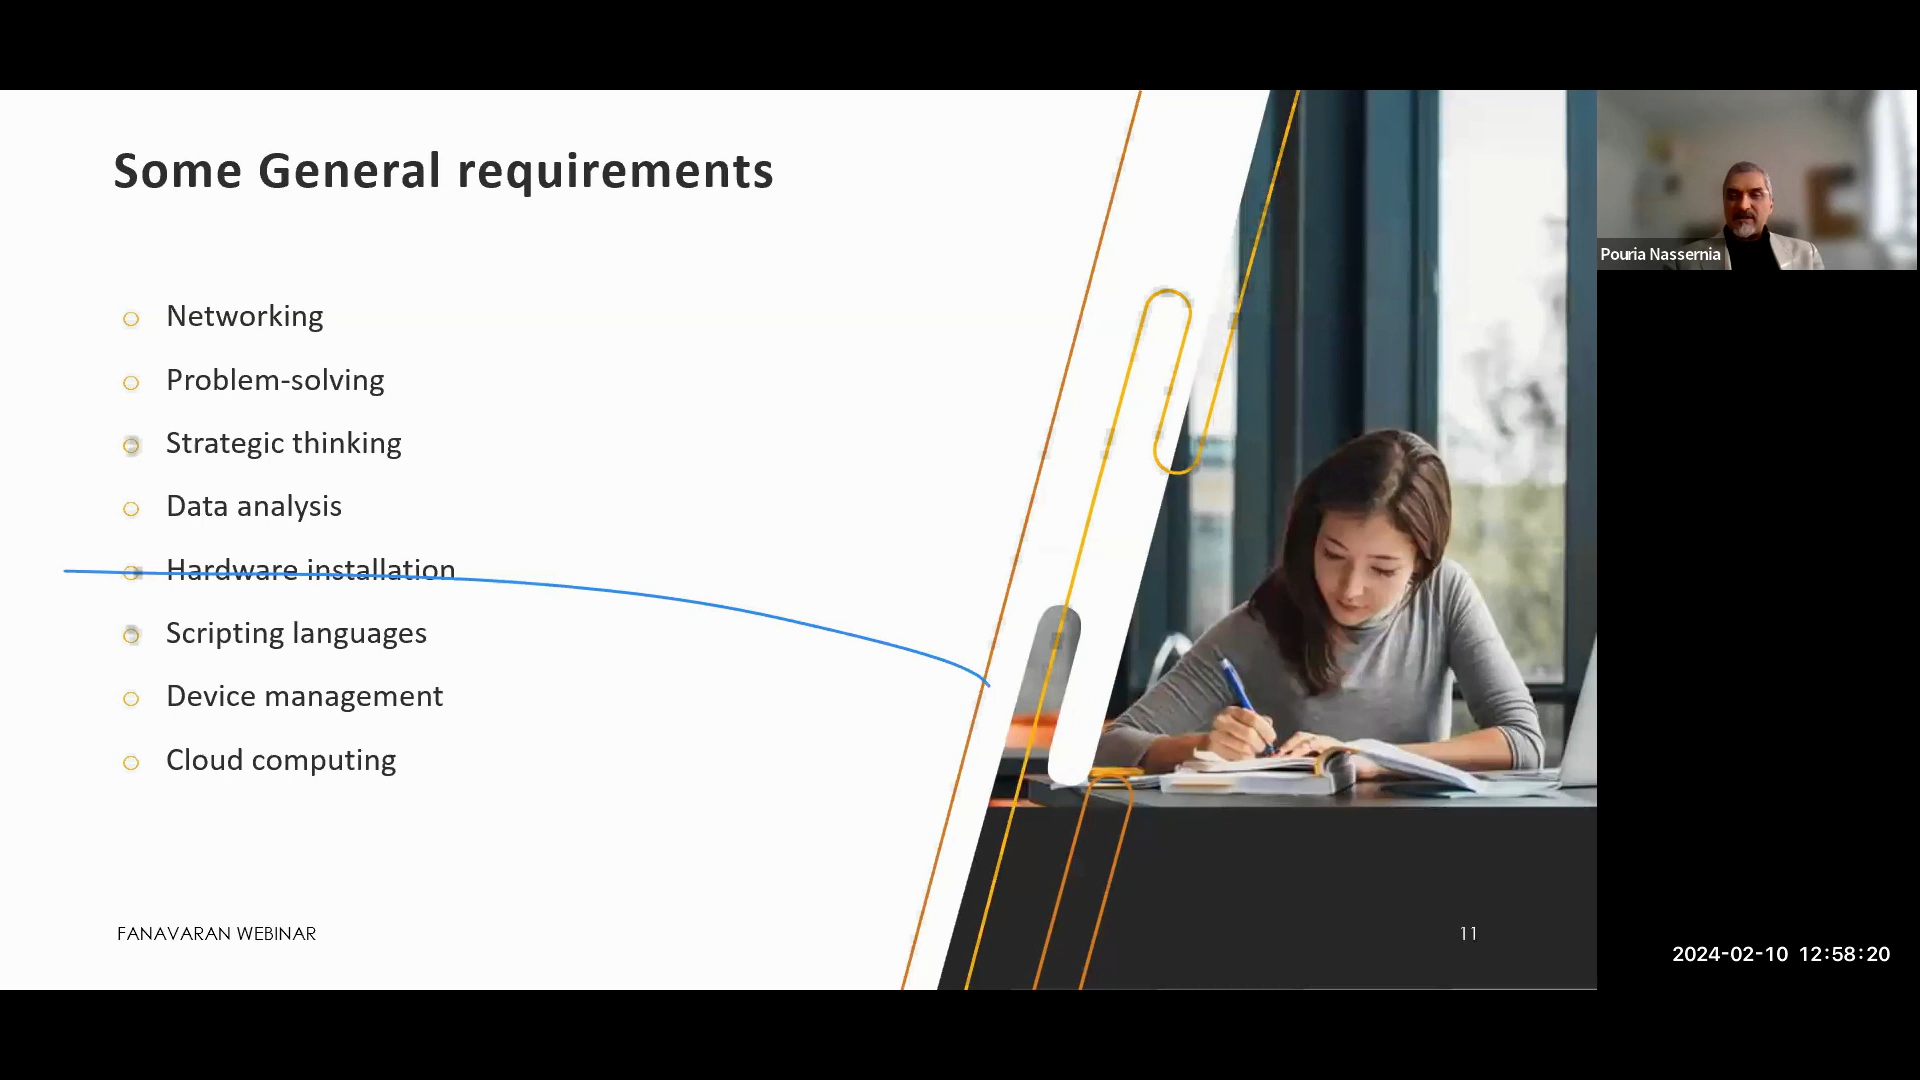 Some General requirements
Networking
Problem-solving
Strategic thinking
Data analysis
Hardware installation
Scripting languages
Device management
Cloud computing
FANAVARAN WEBINAR
11
Pouria Nassernia
2024-02-10 12:58:20